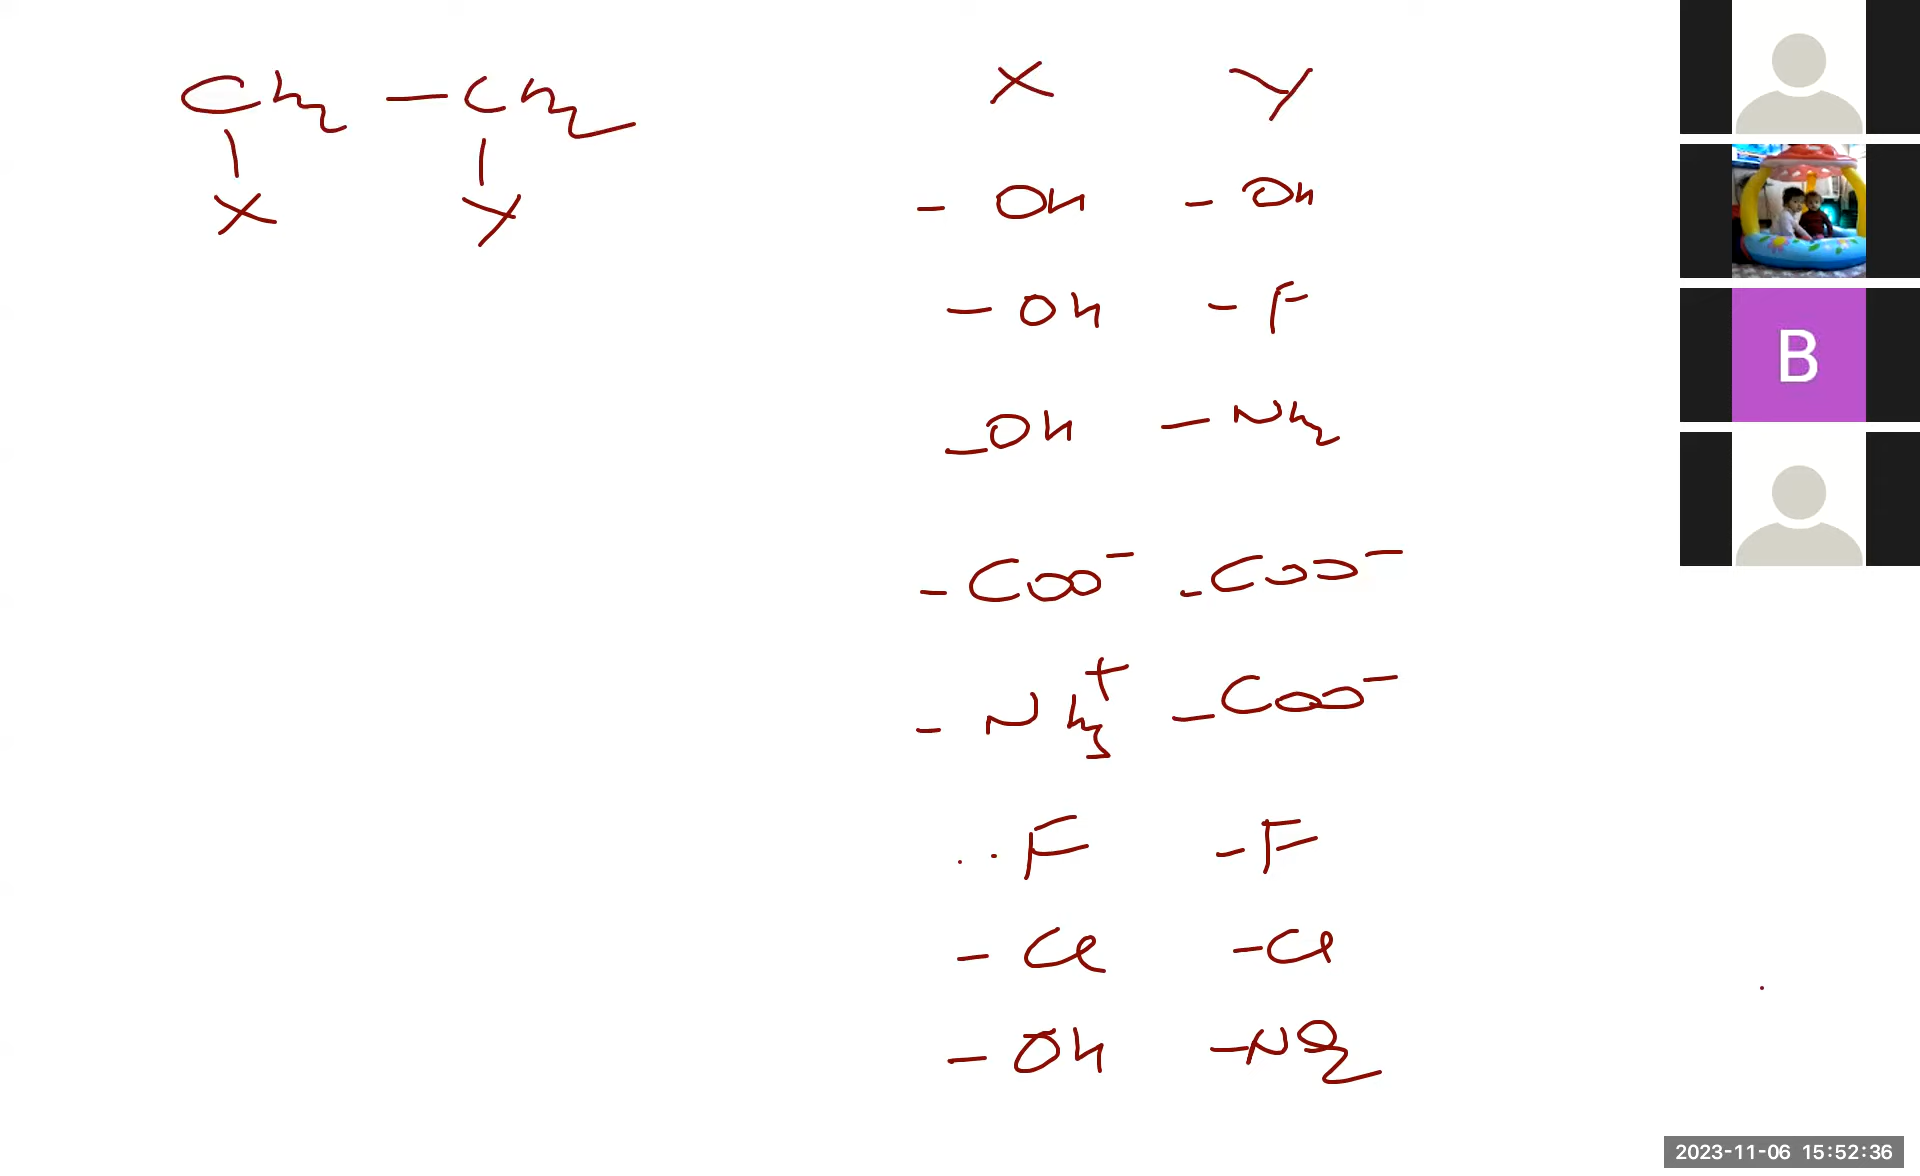 CH2 – CH2
| |
X Y
X Y
- OH - OH
- OH - F
- OH - NH2
- COO⁻ - COO⁻
- NH3⁺ - COO⁻
- F - F
- Cl - Cl
- OH - NO2
B
2023-11-06 15:52:36